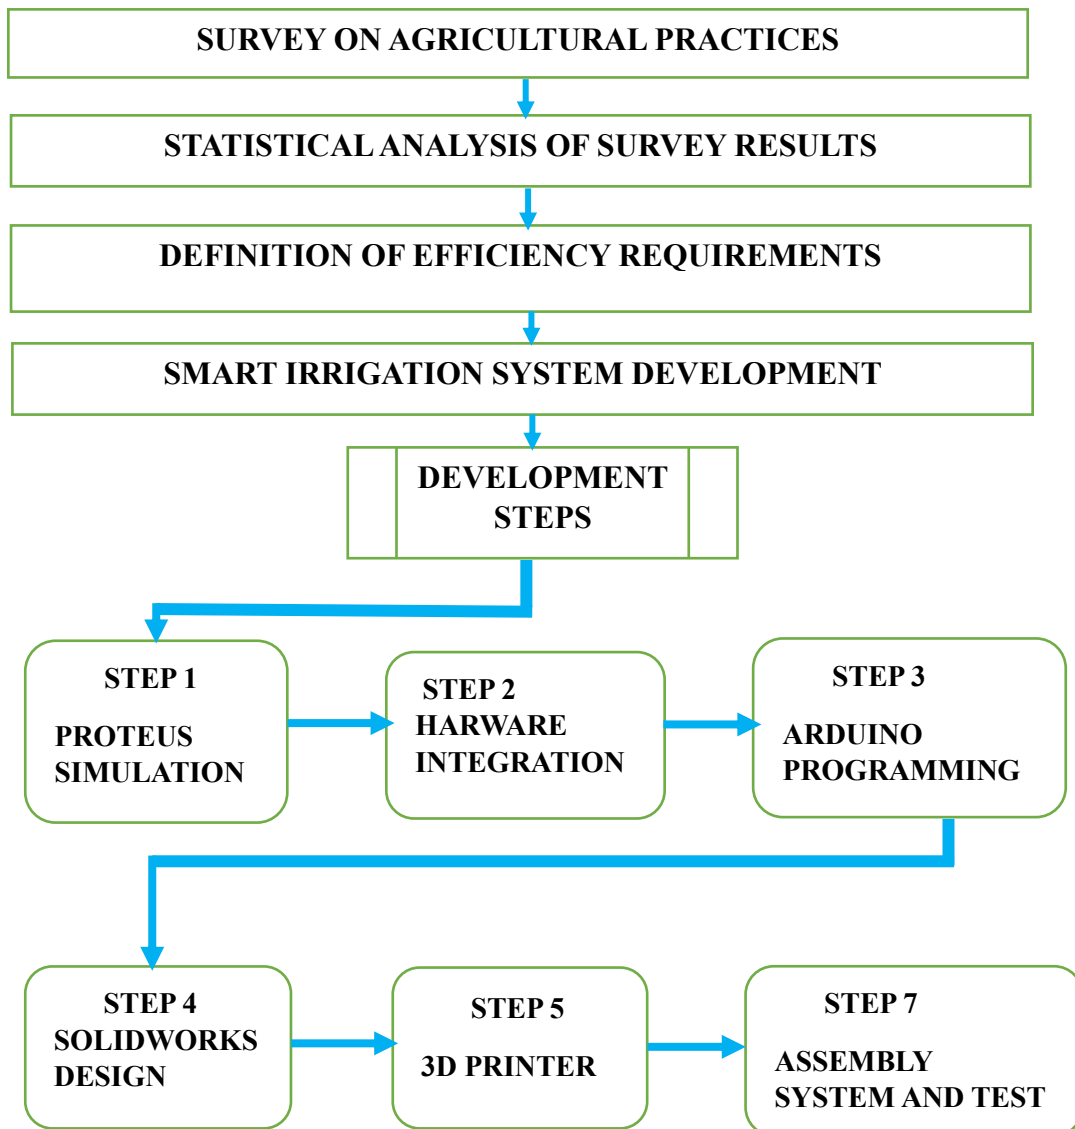 SURVEY ON AGRICULTURAL PRACTICES
STATISTICAL ANALYSIS OF SURVEY RESULTS
DEFINITION OF EFFICIENCY REQUIREMENTS
SMART IRRIGATION SYSTEM DEVELOPMENT
DEVELOPMENT
STEPS
STEP 1
PROTEUS
SIMULATION
STEP 2
HARWARE
INTEGRATION
STEP 3
ARDUINO
PROGRAMMING
STEP 4
SOLIDWORKS
DESIGN
STEP 5
3D PRINTER
STEP 7
ASSEMBLY
SYSTEM AND TEST